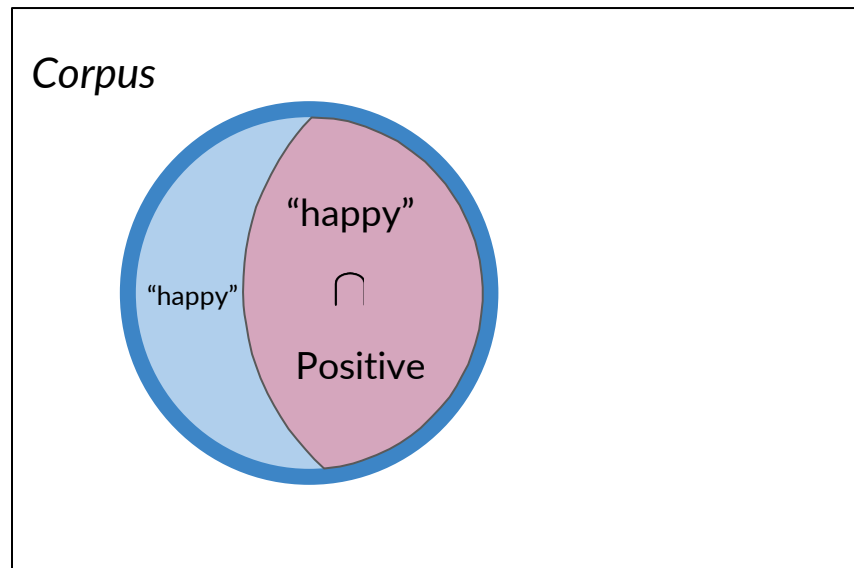 Corpus
“happy”
∩
Positive
“happy”